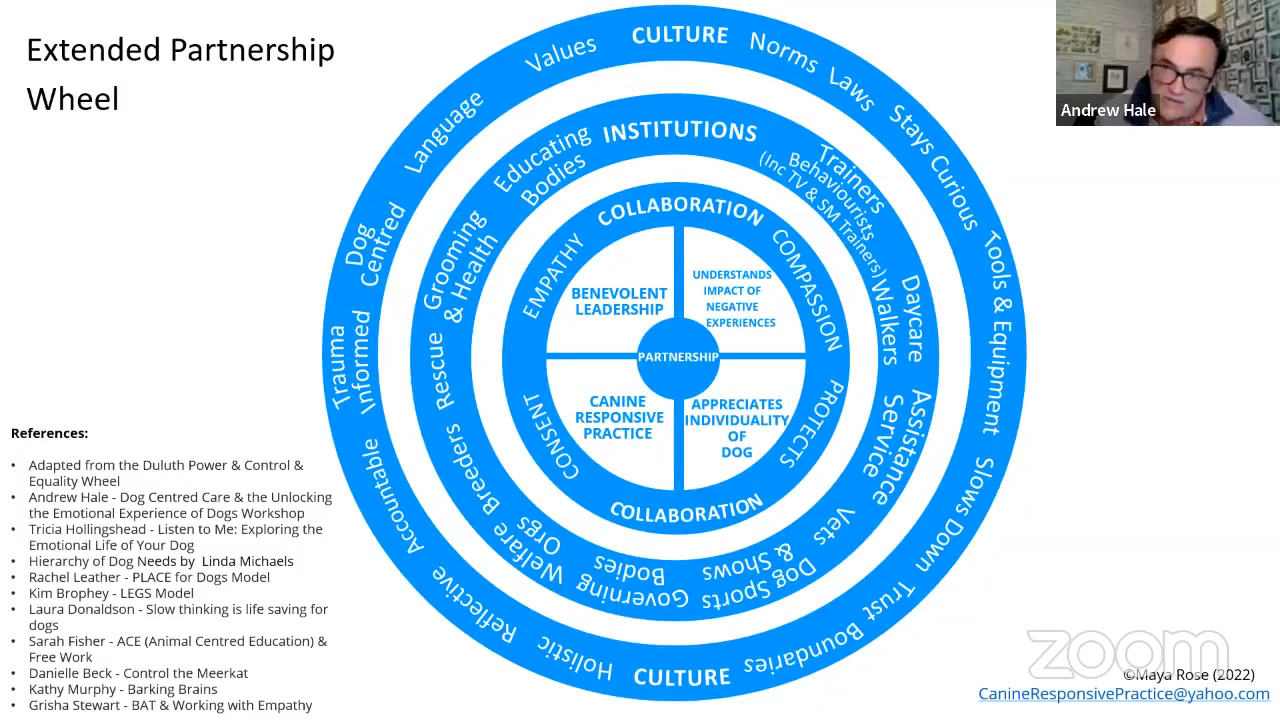 Extended Partnership
Wheel
Andrew Hale
CULTURE
Norms
Laws
Stays Curious
Tools & Equipment
Slows Down
Trust
Boundaries
CULTURE
Holistic
Reflective
Accountable
Trauma
Informed
Dog
Centred
Language
Values
INSTITUTIONS
Trainers
Behaviourists
(Inc TV & SM Trainers)
Daycare
Walkers
Assistance
Service
Vets
Dog Sports
& Shows
Governing
Bodies
Welfare
Orgs
Breeders
Rescue
Grooming
& Health
Educating
Bodies
COLLABORATION
COMPASSION
PROTECTS
COLLABORATION
CONSENT
EMPATHY
BENEVOLENT
LEADERSHIP
UNDERSTANDS
IMPACT OF
NEGATIVE
EXPERIENCES
PARTNERSHIP
CANINE
RESPONSIVE
PRACTICE
APPRECIATES
INDIVIDUALITY
OF
DOG
References:
• Adapted from the Duluth Power & Control &
Equality Wheel
• Andrew Hale - Dog Centred Care & the Unlocking
the Emotional Experience of Dogs Workshop
• Tricia Hollingshead - Listen to Me: Exploring the
Emotional Life of Your Dog
• Hierarchy of Dog Needs by Linda Michaels
• Rachel Leather - PLACE for Dogs Model
• Kim Brophey - LEGS Model
• Laura Donaldson - Slow thinking is life saving for
dogs
• Sarah Fisher - ACE (Animal Centred Education) &
Free Work
• Danielle Beck - Control the Meerkat
• Kathy Murphy - Barking Brains
• Grisha Stewart - BAT & Working with Empathy
zoom
©Maya Rose (2022)
CanineResponsivePractice@yahoo.com